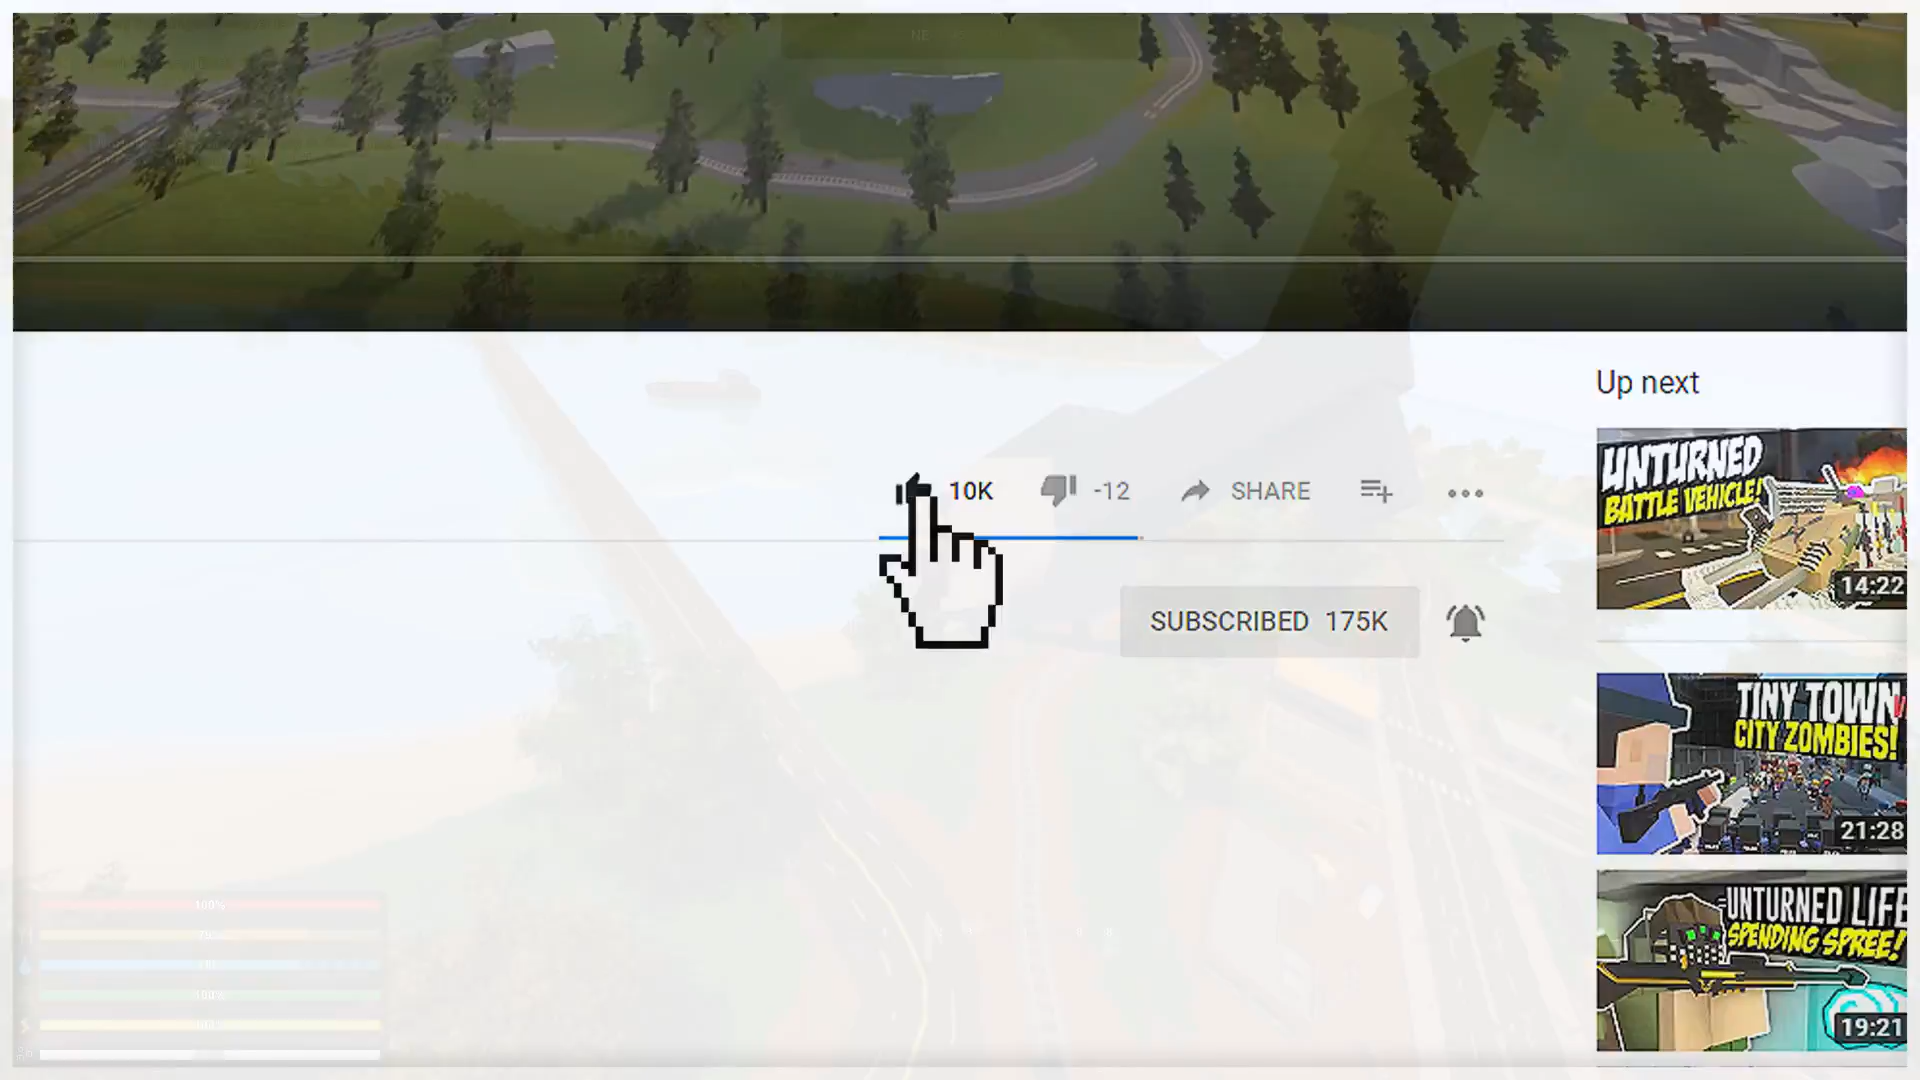 Up next
UNTURNED
BATTLE VEHICLE!
14:22
10K -12 SHARE
SUBSCRIBED 175K
TINY TOWN
CITY ZOMBIES!
21:28
UNTURNED LIFE
SPENDING SPREE!
19:21
100%